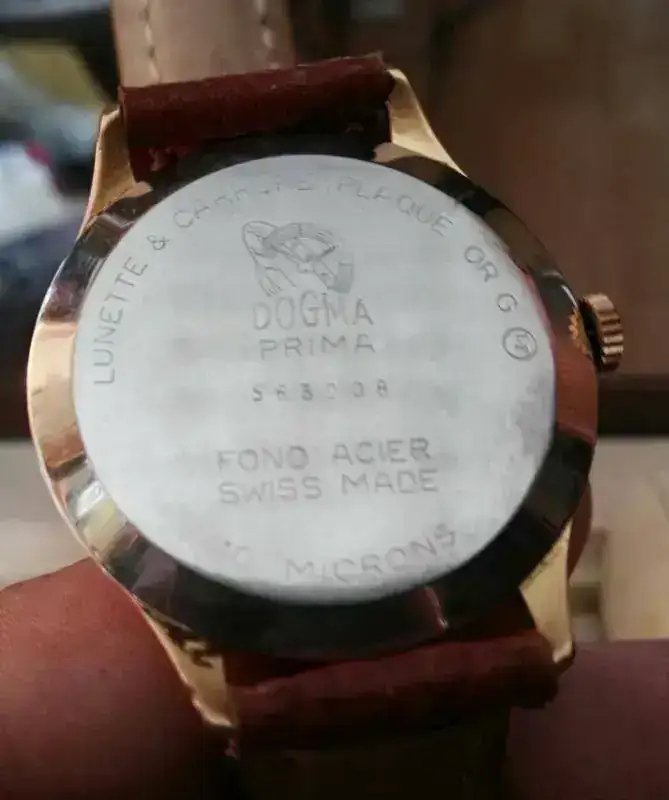 LUNETTE & CARRURE PLAQUE OR G
DOGMA
PRIMA
FOND ACIER
SWISS MADE
MICRONS